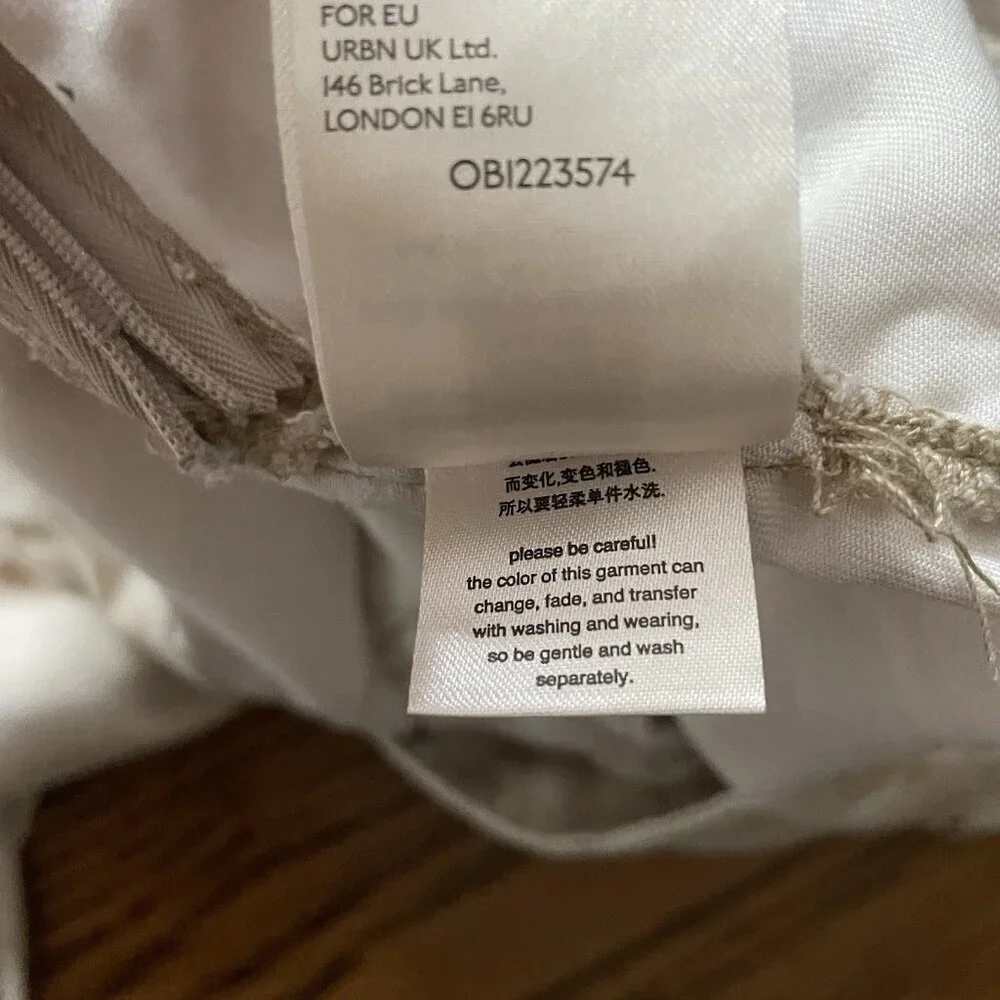 FOR EU
URBN UK Ltd.
146 Brick Lane,
LONDON E1 6RU
OB1223574
而变化,变色和褪色.
所以要轻柔单件水洗.
please be careful!
the color of this garment can
change, fade, and transfer
with washing and wearing,
so be gentle and wash
separately.